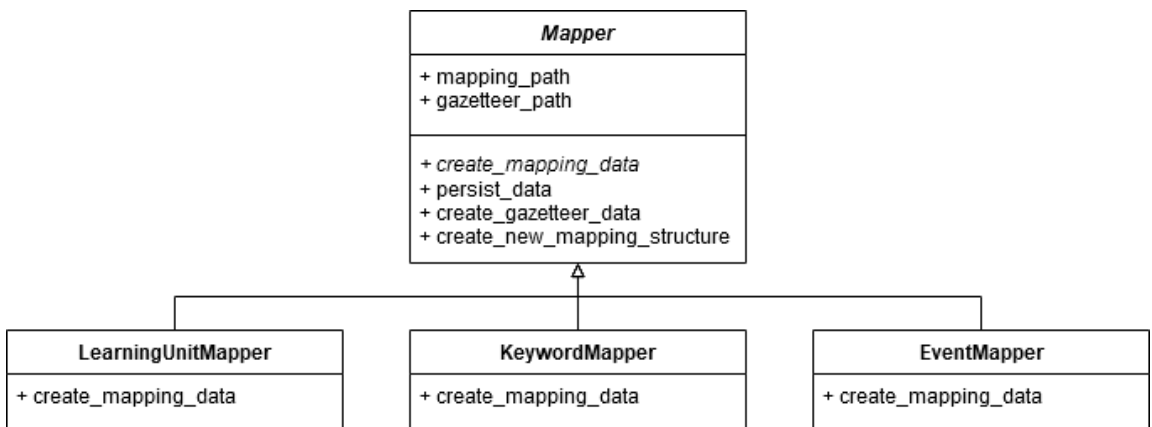 Mapper
+ mapping_path
+ gazetteer_path
+ create_mapping_data
+ persist_data
+ create_gazetteer_data
+ create_new_mapping_structure
LearningUnitMapper
+ create_mapping_data
KeywordMapper
+ create_mapping_data
EventMapper
+ create_mapping_data